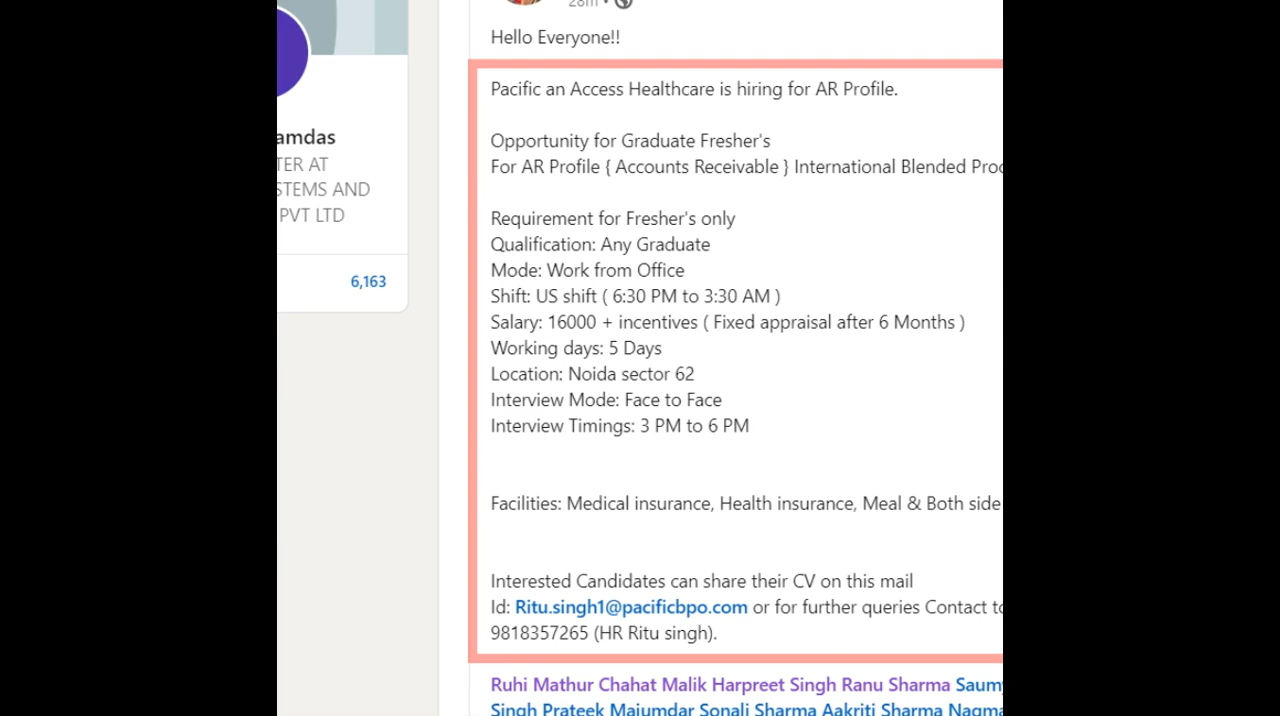 28m •
Hello Everyone!!
Pacific an Access Healthcare is hiring for AR Profile.
Opportunity for Graduate Fresher's
For AR Profile { Accounts Receivable } International Blended Proc
Requirement for Fresher's only
Qualification: Any Graduate
Mode: Work from Office
Shift: US shift ( 6:30 PM to 3:30 AM )
Salary: 16000 + incentives ( Fixed appraisal after 6 Months )
Working days: 5 Days
Location: Noida sector 62
Interview Mode: Face to Face
Interview Timings: 3 PM to 6 PM
Facilities: Medical insurance, Health insurance, Meal & Both side
Interested Candidates can share their CV on this mail
Id: Ritu.singh1@pacificbpo.com or for further queries Contact to
9818357265 (HR Ritu singh).
Ruhi Mathur Chahat Malik Harpreet Singh Ranu Sharma Saumy
Singh Prateek Majumdar Sonali Sharma Aakriti Sharma Nagma
amdas
TER AT
STEMS AND
PVT LTD
6,163